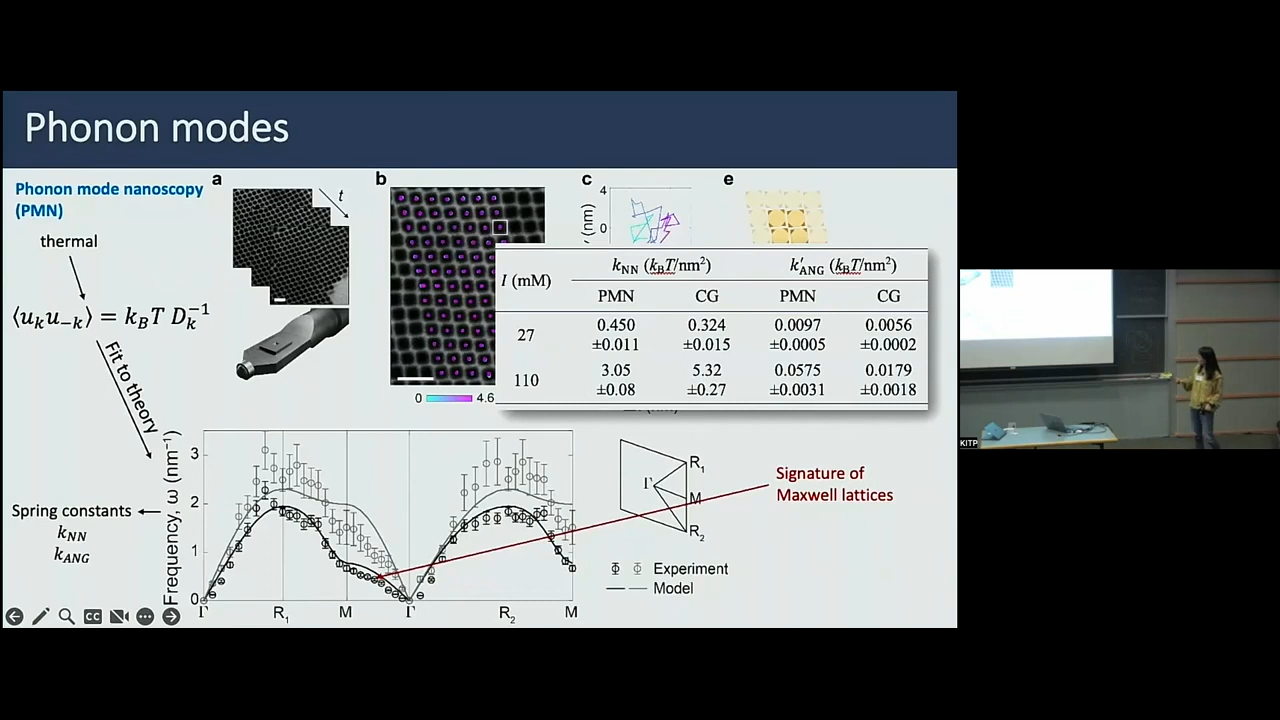 Phonon modes
Phonon mode nanoscopy
(PMN)
thermal
⟨u_k u_{-k}⟩ = k_B T D_k^{-1}
Fit to theory
Spring constants
k_NN
k_ANG
a
t
b
0
4.6
c
4
0
(nm)
e
I (mM)
k_NN (k_BT/nm²)
k′_ANG (k_BT/nm²)
PMN
CG
PMN
CG
27
0.450
±0.011
0.324
±0.015
0.0097
±0.0005
0.0056
±0.0002
110
3.05
±0.08
5.32
±0.27
0.0575
±0.0031
0.0179
±0.0018
Frequency, ω (nm⁻¹)
3
2
1
0
Γ
R₁
M
Γ
R₂
M
Γ
R₁
M
R₂
Signature of
Maxwell lattices
Experiment
Model
CC
KITP